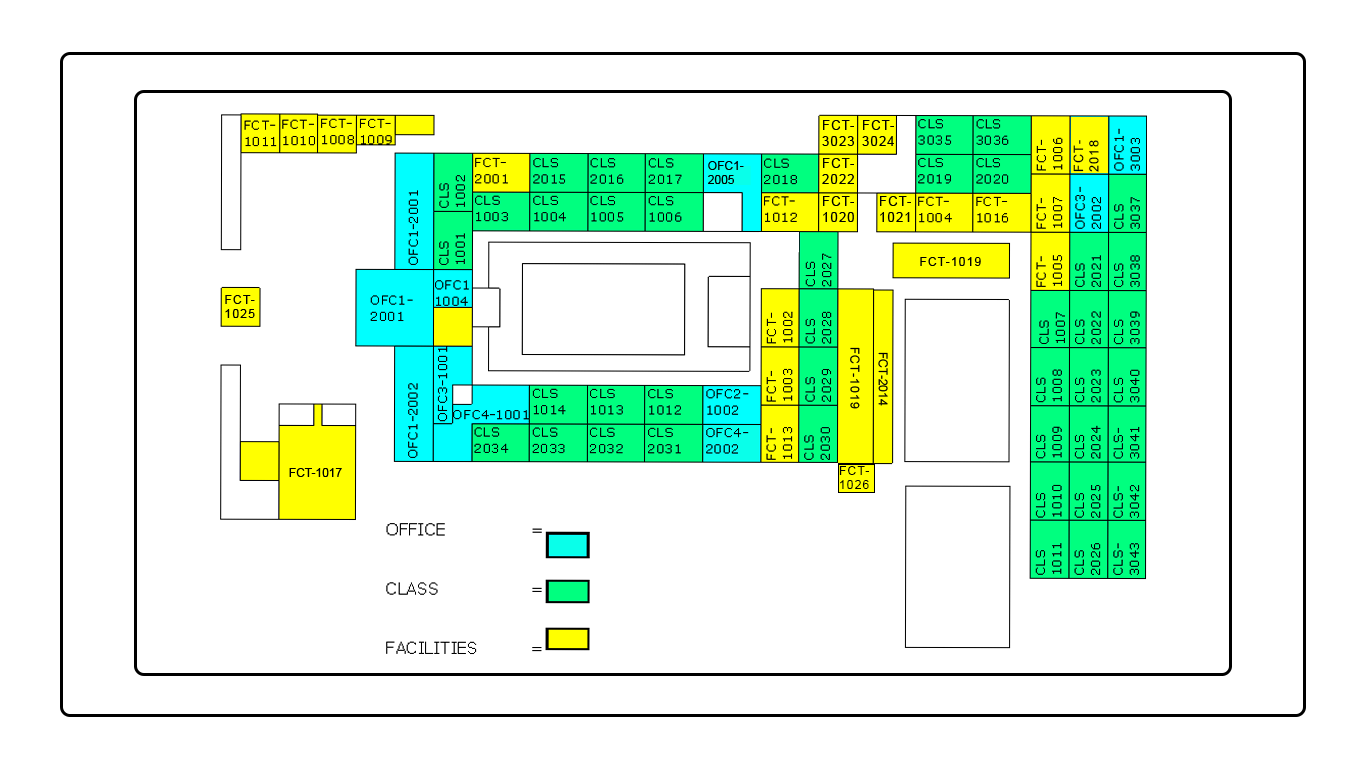 FCT-
1011
FCT-
1010
FCT-
1008
FCT-
1009
FCT-
3023
FCT-
3024
CLS
3035
CLS
3036
FCT-
1006
FCT-
2018
OFC1-
3003
OFC1-2001
CLS
1002
FCT-
2001
CLS
2015
CLS
2016
CLS
2017
OFC1-
2005
CLS
2018
FCT-
2022
CLS
2019
CLS
2020
CLS
1003
CLS
1004
CLS
1005
CLS
1006
FCT-
1012
FCT-
1020
FCT-
1021
FCT-
1004
FCT-
1016
FCT-
1007
OFC3-
2002
CLS
3037
CLS
1001
CLS
2027
FCT-1019
FCT-
1005
CLS
2021
CLS
3038
FCT-
1025
OFC1-
2001
OFC1
1004
FCT-
1002
CLS
2028
FCT-1019
FCT-2014
CLS
1007
CLS
2022
CLS
3039
OFC1-2002
OFC3-1001
FCT-
1003
CLS
2029
CLS
1008
CLS
2023
CLS
3040
OFC4-1001
CLS
1014
CLS
1013
CLS
1012
OFC2-
1002
FCT-
1013
CLS
2030
CLS
1009
CLS
2024
CLS-
3041
CLS
2034
CLS
2033
CLS
2032
CLS
2031
OFC4-
2002
FCT-1017
FCT-
1026
CLS
1010
CLS
2025
CLS-
3042
CLS
1011
CLS
2026
CLS-
3043
OFFICE =
CLASS =
FACILITIES =